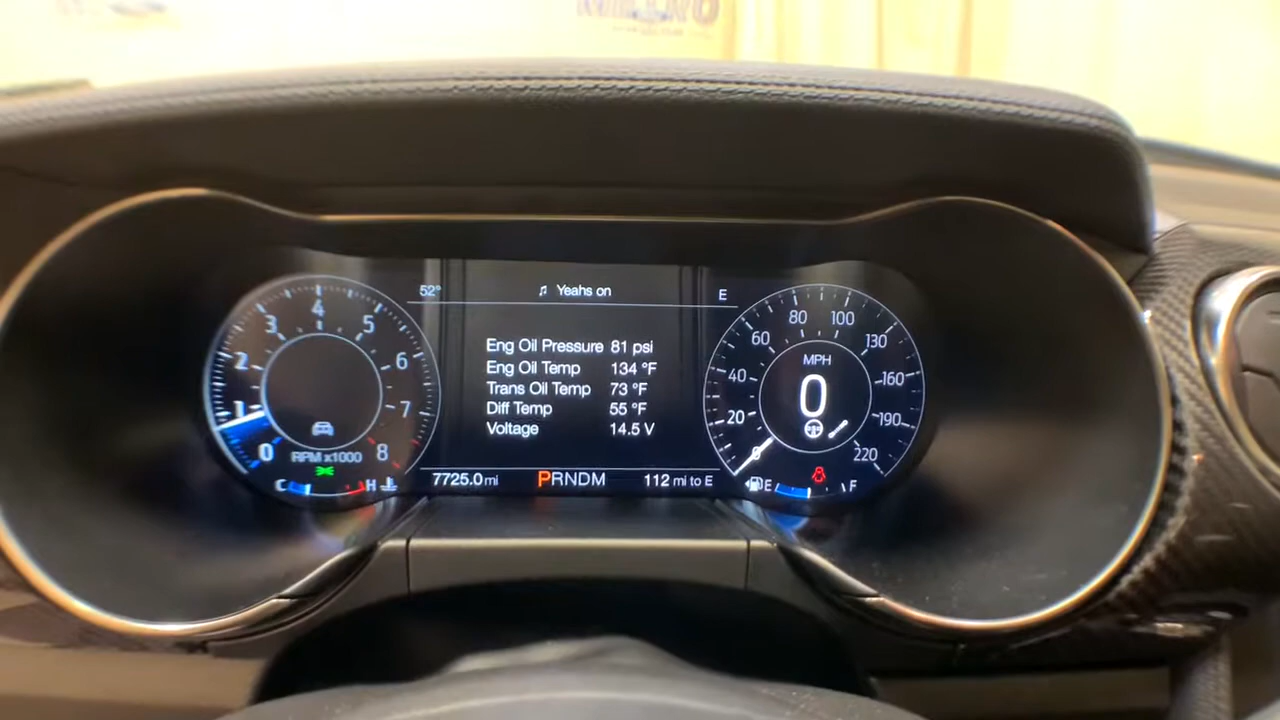 52° ♫ Yeahs on E
Eng Oil Pressure 81 psi
Eng Oil Temp 134 °F
Trans Oil Temp 73 °F
Diff Temp 55 °F
Voltage 14.5 V
7725.0 mi PRNDM 112 mi to E
0 1 2 3 4 5 6 7 8
RPM x1000
C H
0 20 40 60 80 100 130 160 190 220
MPH
0
E F